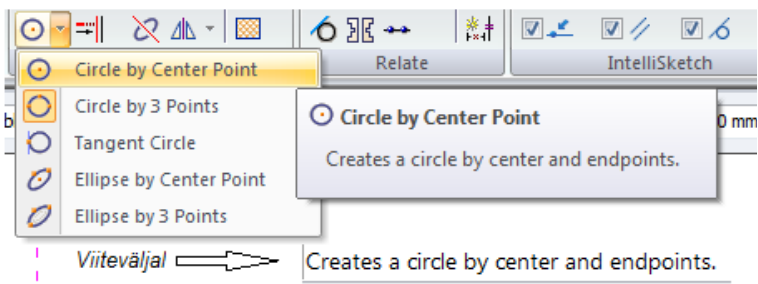 Relate
IntelliSketch
Circle by Center Point
Circle by 3 Points
Tangent Circle
Ellipse by Center Point
Ellipse by 3 Points
Circle by Center Point
Creates a circle by center and endpoints.
b
0 mm
Viiteväljal
Creates a circle by center and endpoints.